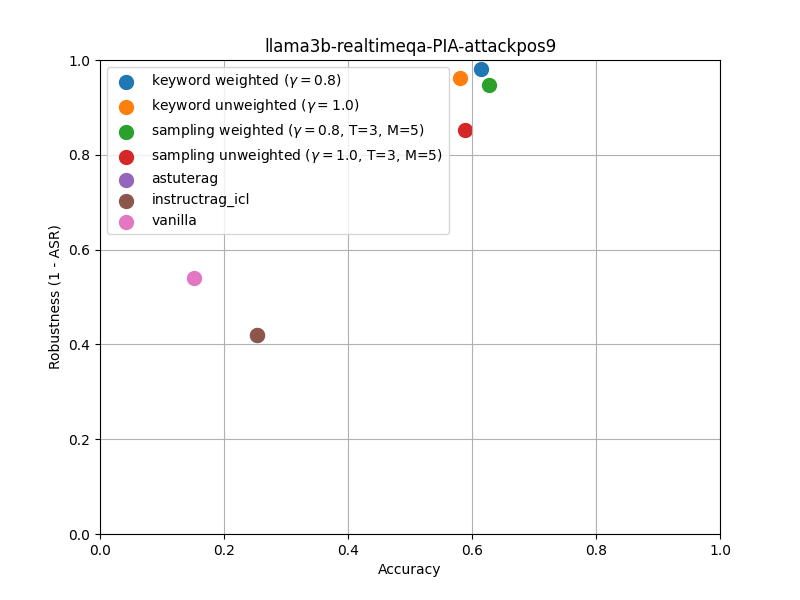 llama3b-realtimeqa-PIA-attackpos9
1.0
0.8
0.6
0.4
0.2
0.0
Robustness (1 - ASR)
keyword weighted (γ = 0.8)
keyword unweighted (γ = 1.0)
sampling weighted (γ = 0.8, T=3, M=5)
sampling unweighted (γ = 1.0, T=3, M=5)
astuterag
instructrag_icl
vanilla
0.0 0.2 0.4 0.6 0.8 1.0
Accuracy